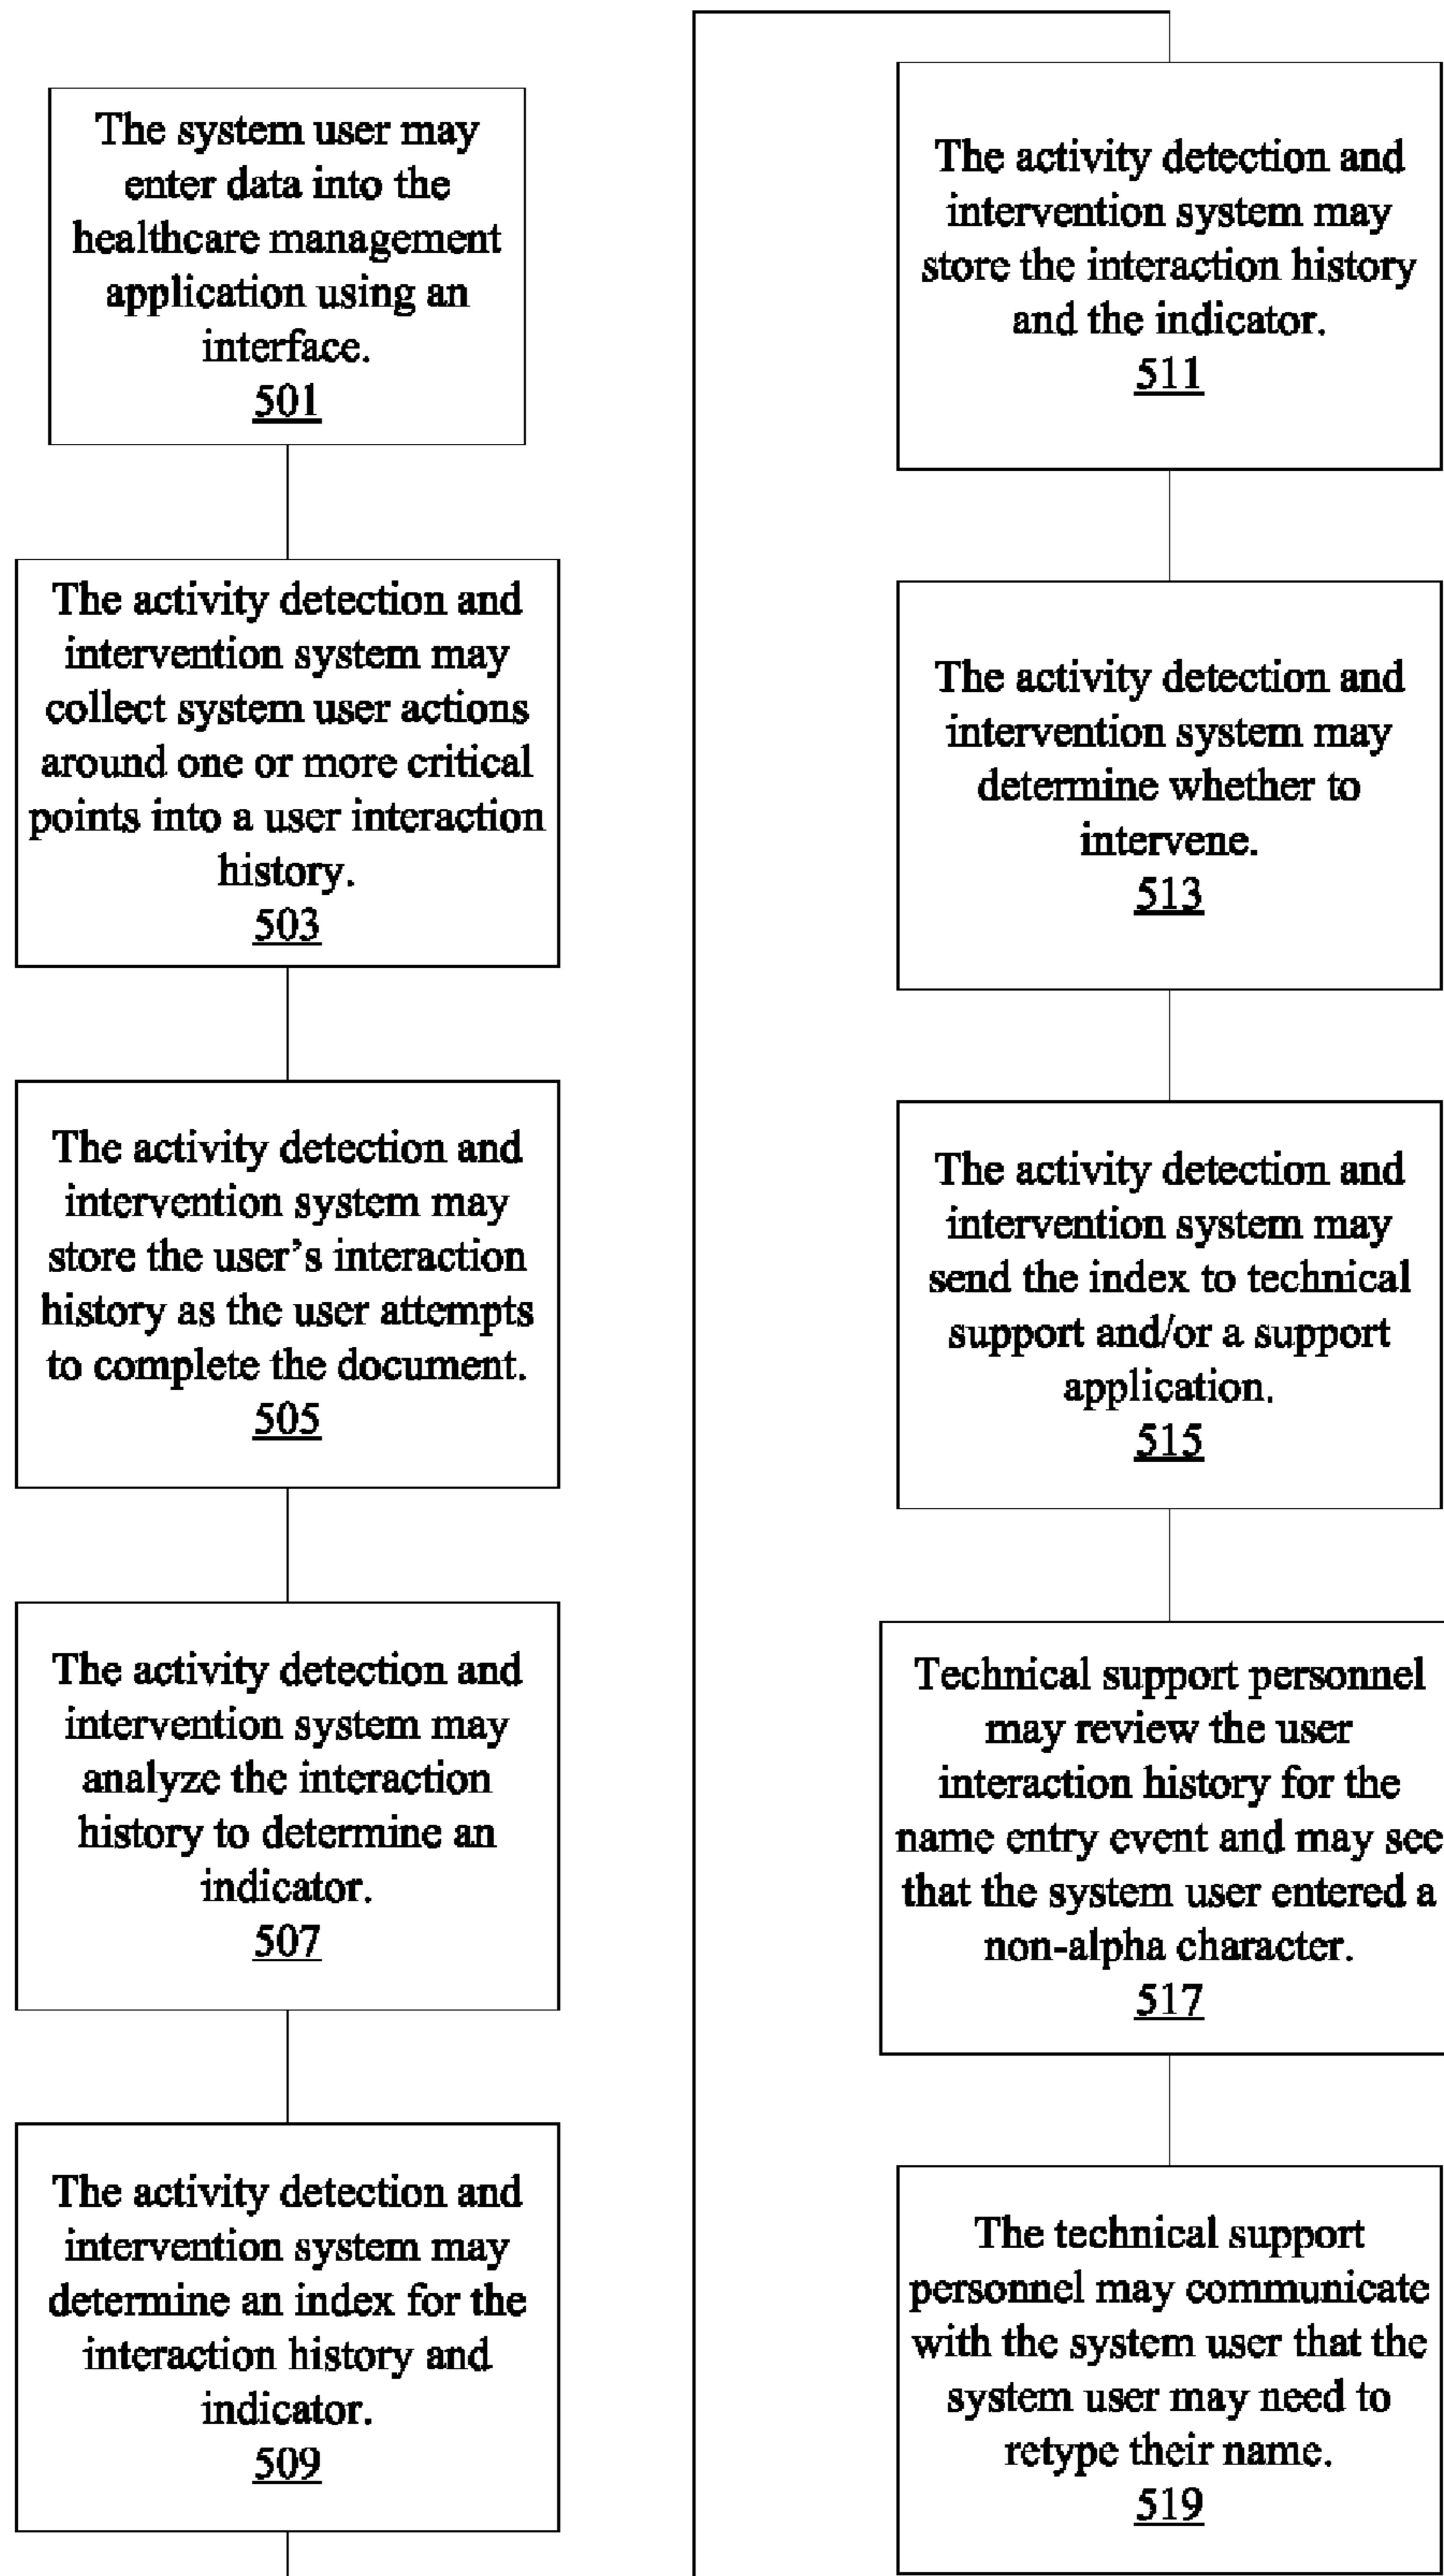 The system user may
enter data into the
healthcare management
application using an
interface.
501
The activity detection and
intervention system may
collect system user actions
around one or more critical
points into a user interaction
history.
503
The activity detection and
intervention system may
store the user’s interaction
history as the user attempts
to complete the document.
505
The activity detection and
intervention system may
analyze the interaction
history to determine an
indicator.
507
The activity detection and
intervention system may
determine an index for the
interaction history and
indicator.
509
The activity detection and
intervention system may
store the interaction history
and the indicator.
511
The activity detection and
intervention system may
determine whether to
intervene.
513
The activity detection and
intervention system may
send the index to technical
support and/or a support
application.
515
Technical support personnel
may review the user
interaction history for the
name entry event and may see
that the system user entered a
non-alpha character.
517
The technical support
personnel may communicate
with the system user that the
system user may need to
retype their name.
519